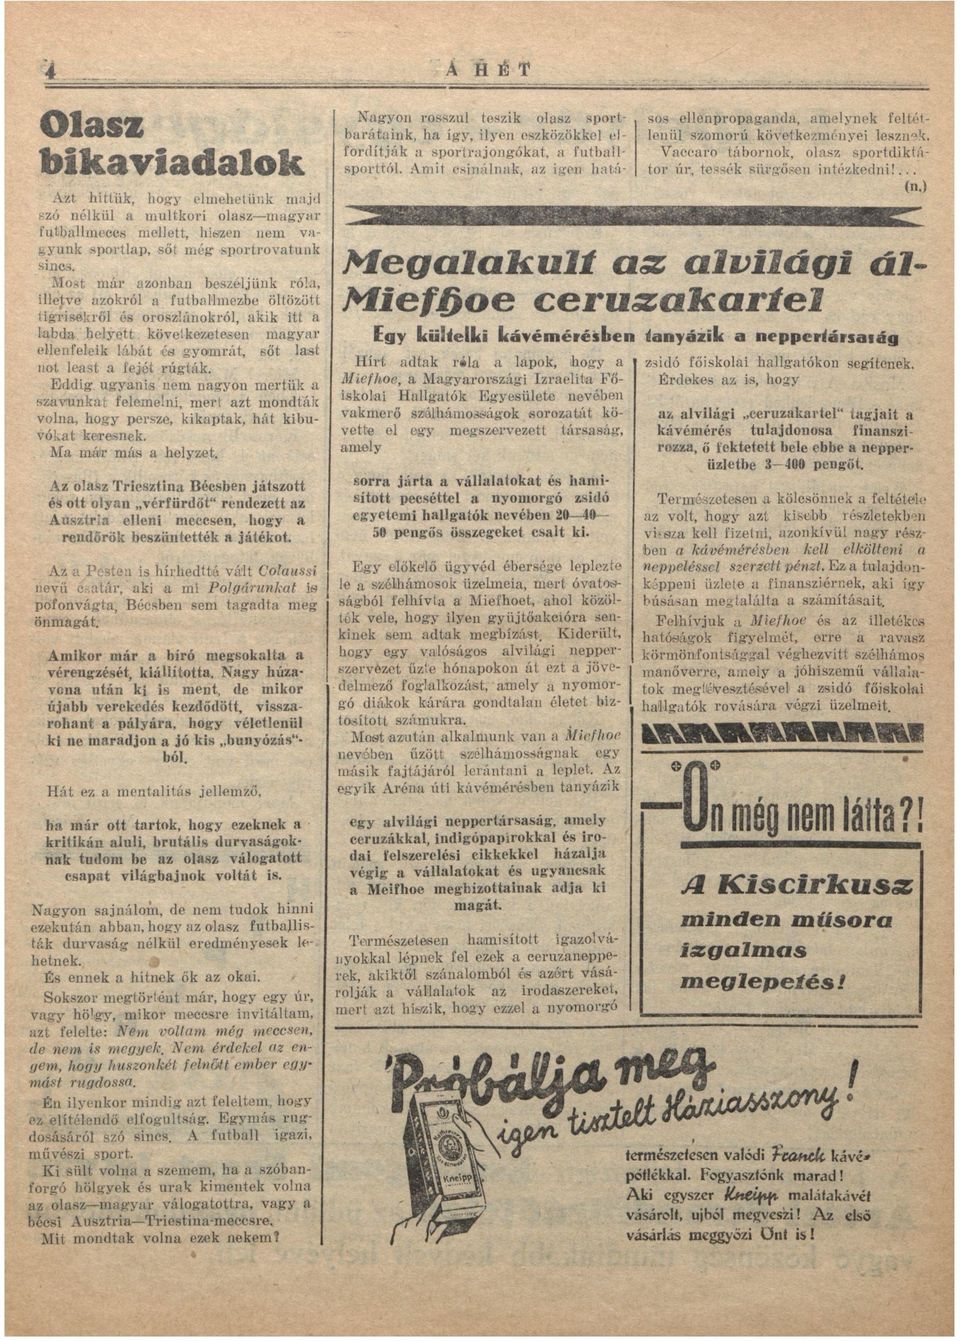 4
A HÉT
Olasz
bikaviadalok
Azt hittük, hogy elmehetünk majd
szó nélkül a multkori olasz—magyar
futballmeccs mellett, hiszen nem va-
gyunk sportlap, sőt még sportrovatunk
sincs.
Most már azonban beszéljünk róla,
illetve azokról a futballmezbe öltözött
tigrisekről és oroszlánokról, akik itt a
labda helyett következetesen magyar
ellenfeleik lábát és gyomrát, sőt last
not least a fejét rúgták.
Eddig ugyanis nem nagyon mertük a
szavunkat felemelni, mert azt mondták
volna, hogy persze, kikaptak, hát kibu-
vókat keresnek.
Ma már más a helyzet.
Az olasz Triesztina Bécsben játszott
és ott olyan „vérfürdőt“ rendezett az
Ausztria elleni meccsen, hogy a
rendőrök beszüntették a játékot.
Az a Pesten is hírhedttá vált Colaussi
nevű csatár, aki a mi Polgárunkat is
pofonvágta, Bécsben sem tagadta meg
önmagát.
Amikor már a bíró megsokalta a
vérengzését, kiállította. Nagy húza-
vona után ki is ment, de mikor
újabb verekedés kezdődött, vissza-
rohant a pályára, hogy véletlenül
ki ne maradjon a jó kis „bunyózás“-
ból.
Hát ez a mentalitás jellemző,
ha már ott tartok, hogy ezeknek a
kritikán aluli, brutális durvaságok-
nak tudom be az olasz válogatott
csapat világbajnok voltát is.
Nagyon sajnálom, de nem tudok hinni
ezekután abban, hogy az olasz futballis-
ták durvaság nélkül eredményesek le-
hetnek.
És ennek a hitnek ők az okai.
Sokszor megtörtént már, hogy egy úr,
vagy hölgy, mikor meccsre invitáltam,
azt felelte: Nem voltam még meccsen,
de nem is megyek. Nem érdekel az en-
gem, hogy huszonkét felnőtt ember egy-
mást rugdossa.
Én ilyenkor mindig azt feleltem, hogy
ez elítélendő elfogultság. Egymás rug-
dosásáról szó sincs. A futball igazi,
művészi sport.
Ki sült volna a szemem, ha a szóban-
forgó hölgyek és urak kimentek volna
az olasz—magyar válogatottra, vagy a
bécsi Ausztria—Triestina-meccsre.
Mit mondtak volna ezek nekem?
Nagyon rosszul teszik olasz sport-
barátaink, ha így, ilyen eszközökkel el-
fordítják a sportrajongókat, a futball-
sporttól. Amit csinálnak, az igen hatá-
sos ellenpropaganda, amelynek feltét-
lenül szomorú következményei lesznek.
Vaccaro tábornok, olasz sportdiktá-
tor úr, tessék sürgősen intézkedni!...
(n.)
Megalakult az alvilági ál-
Miefhoe ceruzakartel
Egy kültelki kávémérésben tanyázik a neppertársaság
Hírt adtak róla a lapok, hogy a
Miefhoe, a Magyarországi Izraelita Fő-
iskolai Hallgatók Egyesülete nevében
vakmerő szélhámosságok sorozatát kö-
vette el egy megszervezett társaság,
amely
sorra járta a vállalatokat és hami-
sított pecséttel a nyomorgó zsidó
egyetemi hallgatók nevében 20—40—
50 pengős összegeket csalt ki.
Egy előkelő ügyvéd ébersége leplezte
le a szélhámosok üzelmeia, mert óvatos-
ságból felhívta a Miefhoet, ahol közöl-
ték vele, hogy ilyen gyüjtőakcióra sen-
kinek sem adtak megbízást. Kiderült,
hogy egy valóságos alvilági nepper-
szervezet űzte hónapokon át ezt a jöve-
delmező foglalkozást, amely a nyomor-
gó diákok kárára gondtalan életet biz-
tosított számukra.
Most azután alkalmunk van a Miefhoe
nevében űzött szélhámosságnak egy
másik fajtájáról lerántani a leplet. Az
egyik Aréna úti kávémérésben tanyázik
egy alvilági neppertársaság, amely
ceruzákkal, indigópapirokkal és iro-
dai felszerelési cikkekkel házalja
végig a vállalatokat és ugyancsak
a Meifhoe megbizottainak adja ki
magát.
Természetesen hamisított igazolvá-
nyokkal lépnek fel ezek a ceruzaneppe-
rek, akiktől szánalomból és azért vásá-
rolják a vállalatok az irodaszereket,
mert azt hiszik, hogy ezzel a nyomorgó
zsidó főiskolai hallgatókon segítenek.
Érdekes az is, hogy
az alvilági „ceruzakartel“ tagjait a
kávémérés tulajdonosa finanszí-
rozza, ő fektetett bele ebbe a nepper-
üzletbe 3—400 pengőt.
Természetesen a kölcsönnek a feltétele
az volt, hogy azt kisebb részletekben
vissza kell fizetni, azonkívül nagy rész-
ben a kávémérésben kell elkölteni a
neppeléssel szerzett pénzt. Ez a tulajdon-
képpeni üzlete a finansziérnek, aki így
búsásan megtalálta a számításait.
Felhívjuk a Miefhoe és az illetékes
hatóságok figyelmét, erre a ravasz
körmönfontsággal véghezvitt szélhámos
manőverre, amely a jóhiszemű vállala-
tok megtévesztésével a zsidó főiskolai
hallgatók rovására végzi üzelmeit.
Ön még nem látta?!
A Kiscirkusz
minden műsora
izgalmas
meglepetés!
Próbálja meg
igen tisztelt Háziasszony!
Kneipp
természetesen valódi Franck kávé-
pótlékkal. Fogyasztónk marad!
Aki egyszer Kneipp malátakávét
vásárolt, ujból megveszi! Az első
vásárlás meggyőzi Önt is!